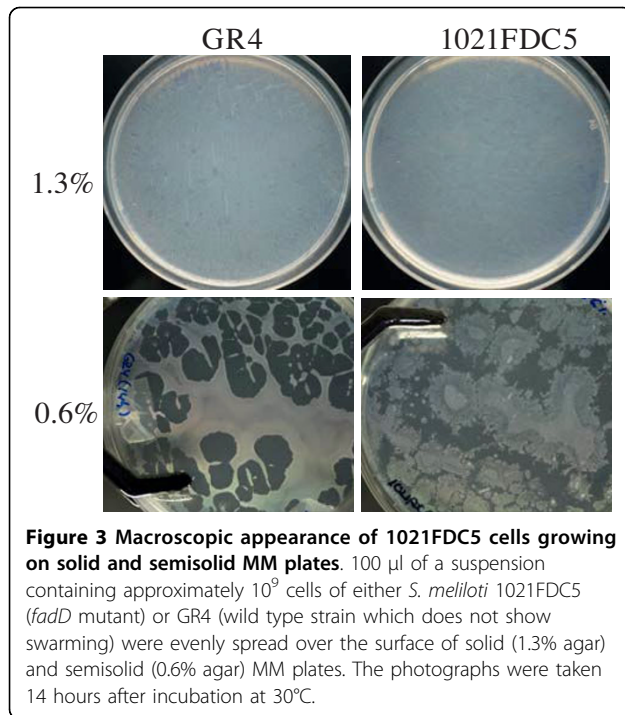 GR4 1021FDC5
1.3%
0.6%
Figure 3 Macroscopic appearance of 1021FDC5 cells growing
on solid and semisolid MM plates. 100 μl of a suspension
containing approximately 10⁹ cells of either S. meliloti 1021FDC5
(fadD mutant) or GR4 (wild type strain which does not show
swarming) were evenly spread over the surface of solid (1.3% agar)
and semisolid (0.6% agar) MM plates. The photographs were taken
14 hours after incubation at 30°C.